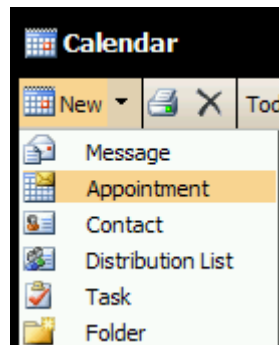 Calendar
New
Message
Appointment
Contact
Distribution List
Task
Folder